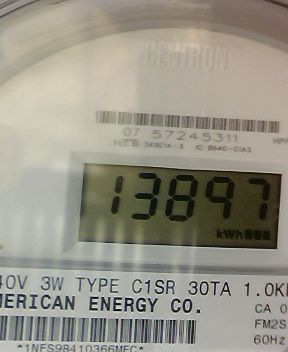 CENTRON
07 57245311
13897
kWh
40V 3W TYPE C1SR 30TA 1.0K
MERICAN ENERGY CO.
CA 0
FM2S
60Hz
*1NFS98410366MEC*